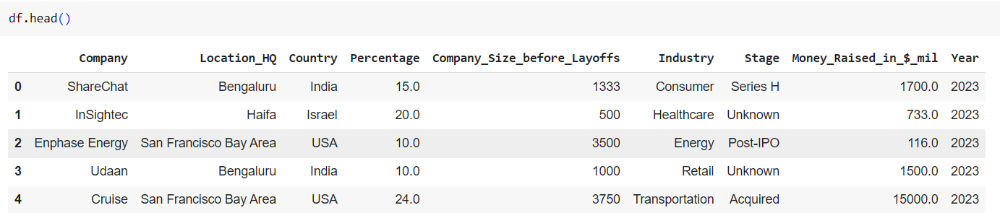 df.head()
Company Location_HQ Country Percentage Company_Size_before_Layoffs Industry Stage Money_Raised_in_$_mil Year
0 ShareChat Bengaluru India 15.0 1333 Consumer Series H 1700.0 2023
1 InSightec Haifa Israel 20.0 500 Healthcare Unknown 733.0 2023
2 Enphase Energy San Francisco Bay Area USA 10.0 3500 Energy Post-IPO 116.0 2023
3 Udaan Bengaluru India 10.0 1000 Retail Unknown 1500.0 2023
4 Cruise San Francisco Bay Area USA 24.0 3750 Transportation Acquired 15000.0 2023